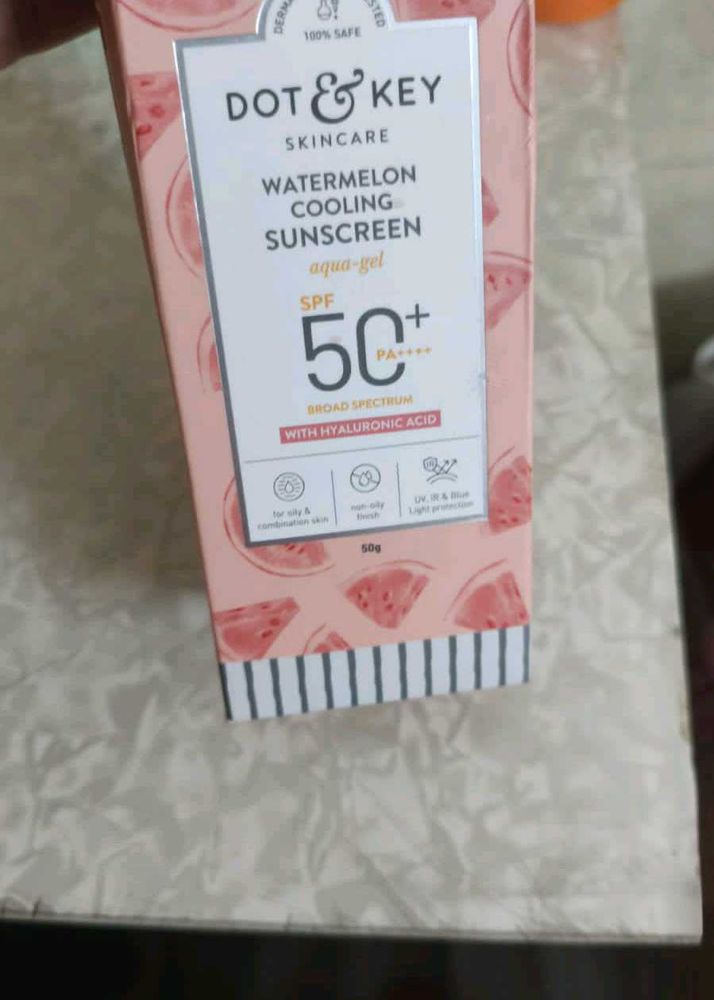 100% SAFE
DOT & KEY
SKINCARE
WATERMELON
COOLING
SUNSCREEN
aqua-gel
SPF
50+
PA++++
BROAD SPECTRUM
WITH HYALURONIC ACID
for oily &
combination skin
non-oily
finish
UV, IR & Blue
Light protection
50g